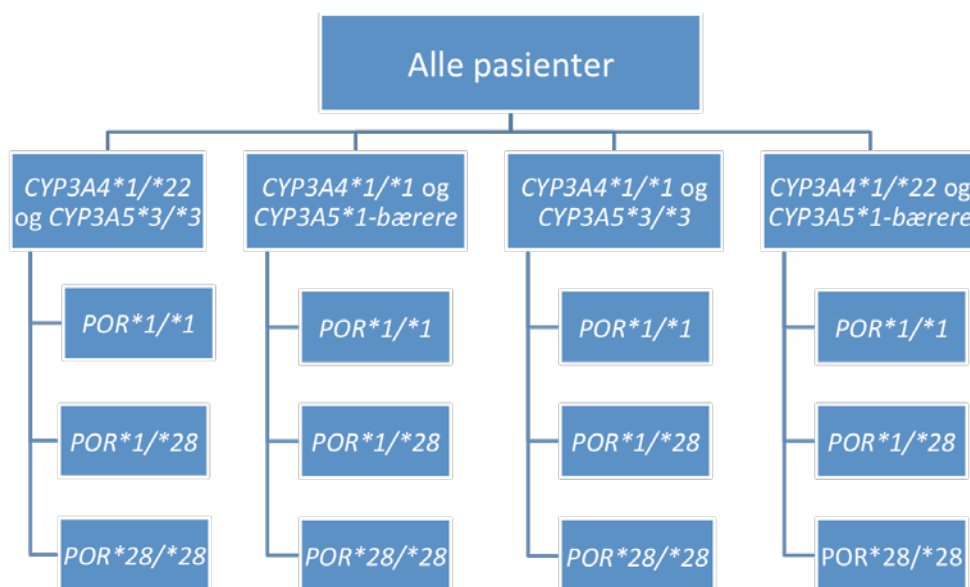 Alle pasienter
CYP3A4*1/*22
og CYP3A5*3/*3
POR*1/*1
POR*1/*28
POR*28/*28
CYP3A4*1/*1 og
CYP3A5*1-bærere
POR*1/*1
POR*1/*28
POR*28/*28
CYP3A4*1/*1 og
CYP3A5*3/*3
POR*1/*1
POR*1/*28
POR*28/*28
CYP3A4*1/*22 og
CYP3A5*1-bærere
POR*1/*1
POR*1/*28
POR*28/*28